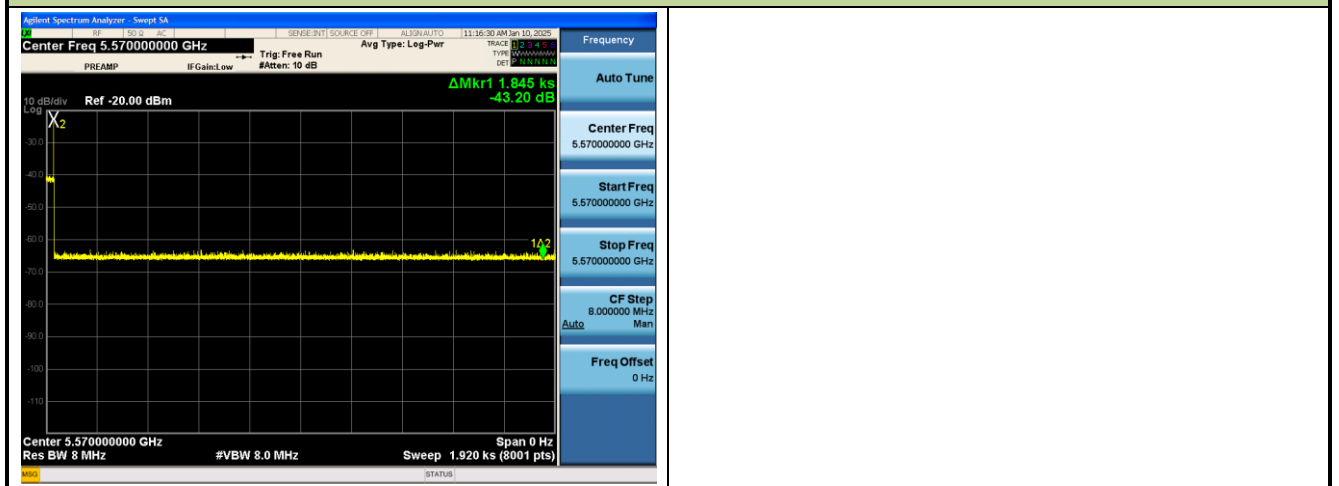 Agilent Spectrum Analyzer - Swept SA
RF 50 Ω AC SENSE:INT SOURCE OFF ALIGN AUTO 11:16:30 AM Jan 10, 2025
Center Freq 5.570000000 GHz
Avg Type: Log-Pwr
TRACE 1 2 3 4 5 6
TYPE WWWWWW
DET P N N N N N
PREAMP
IFGain:Low
Trig: Free Run
#Atten: 10 dB
ΔMkr1 1.845 ks
-43.20 dB
10 dB/div Ref -20.00 dBm
Log
X2
-30.0
-40.0
-50.0
-60.0
1Δ2
-70.0
-80.0
-90.0
-100
-110
Center 5.570000000 GHz Span 0 Hz
Res BW 8 MHz #VBW 8.0 MHz Sweep 1.920 ks (8001 pts)
MSG STATUS
Frequency
Auto Tune
Center Freq
5.570000000 GHz
Start Freq
5.570000000 GHz
Stop Freq
5.570000000 GHz
CF Step
8.000000 MHz
Auto Man
Freq Offset
0 Hz